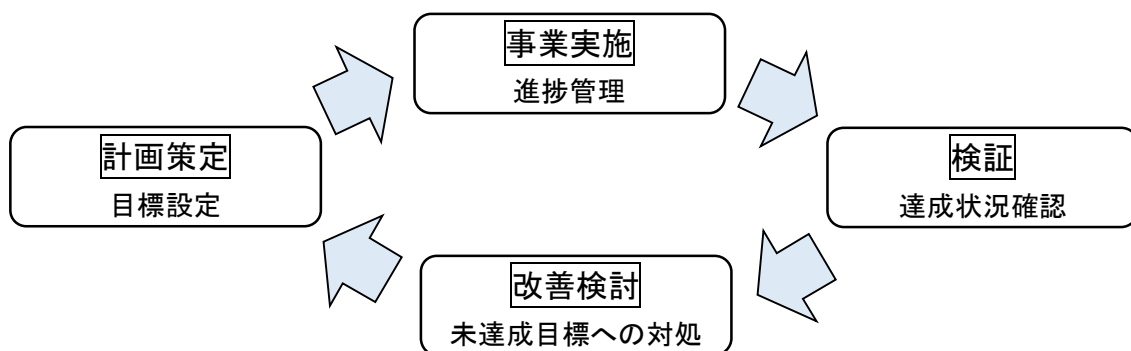 事業実施
進捗管理
計画策定
目標設定
検証
達成状況確認
改善検討
未達成目標への対処